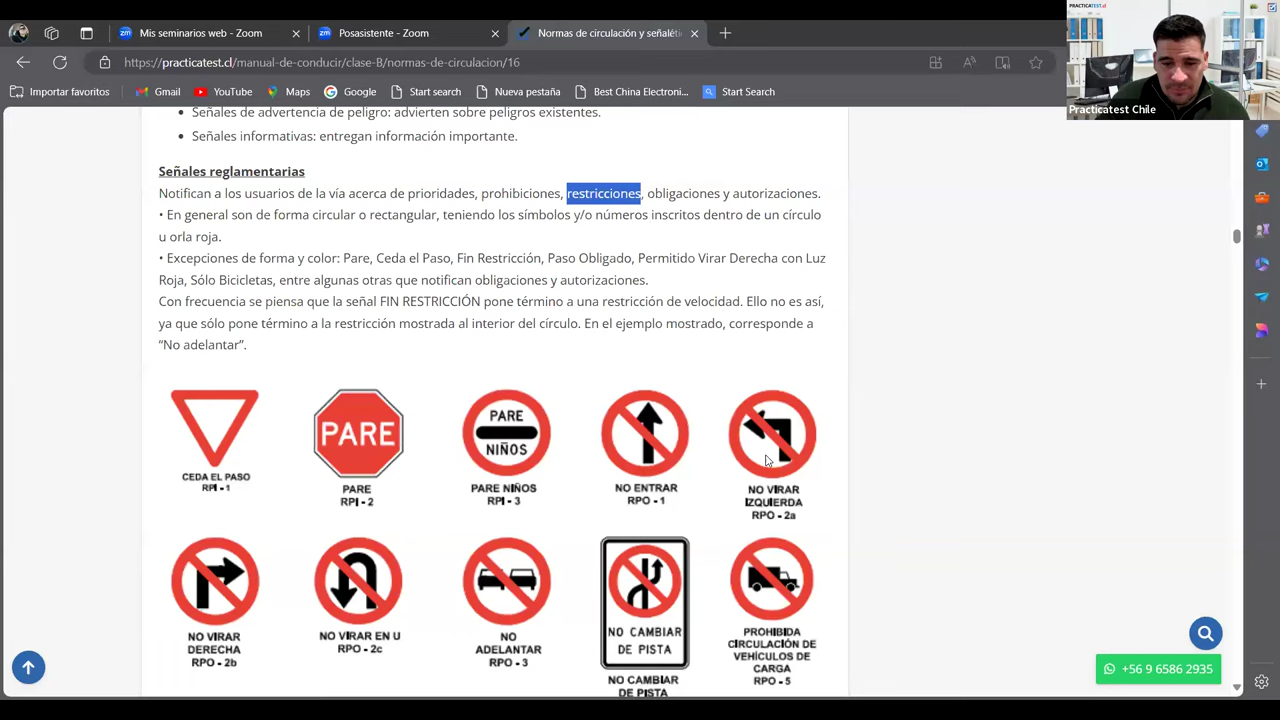 Mis seminarios web - Zoom
Posasistente - Zoom
Normas de circulación y señaléti
https://practicatest.cl/manual-de-conducir/clase-B/normas-de-circulacion/16
Importar favoritos
Gmail
YouTube
Maps
Google
Start search
Nueva pestaña
Best China Electroni...
Start Search
PRACTICATEST.cl
Practicatest Chile
• Señales de advertencia de peligro: advierten sobre peligros existentes.
• Señales informativas: entregan información importante.
Señales reglamentarias
Notifican a los usuarios de la vía acerca de prioridades, prohibiciones, restricciones, obligaciones y autorizaciones.
• En general son de forma circular o rectangular, teniendo los símbolos y/o números inscritos dentro de un círculo
u orla roja.
• Excepciones de forma y color: Pare, Ceda el Paso, Fin Restricción, Paso Obligado, Permitido Virar Derecha con Luz
Roja, Sólo Bicicletas, entre algunas otras que notifican obligaciones y autorizaciones.
Con frecuencia se piensa que la señal FIN RESTRICCIÓN pone término a una restricción de velocidad. Ello no es así,
ya que sólo pone término a la restricción mostrada al interior del círculo. En el ejemplo mostrado, corresponde a
“No adelantar”.
CEDA EL PASO
RPI - 1
PARE
PARE
RPI - 2
PARE
NIÑOS
PARE NIÑOS
RPI - 3
NO ENTRAR
RPO - 1
NO VIRAR
IZQUIERDA
RPO - 2a
NO VIRAR
DERECHA
RPO - 2b
NO VIRAR EN U
RPO - 2c
NO
ADELANTAR
RPO - 3
NO CAMBIAR
DE PISTA
NO CAMBIAR
DE PISTA
PROHIBIDA
CIRCULACIÓN DE
VEHÍCULOS DE
CARGA
RPO - 5
+56 9 6586 2935